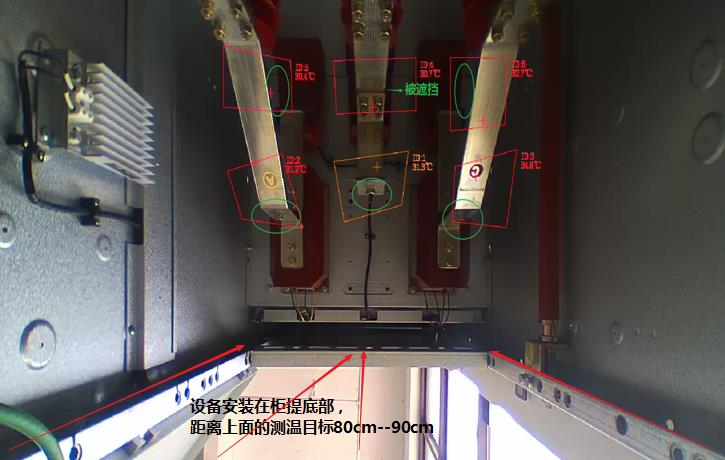 ID:5
30.4℃
ID:4
30.7℃
ID:6
32.7℃
被遮挡
ID:2
31.2℃
ID:1
31.3℃
ID:3
34.8℃
A
C
设备安装在柜提底部，
距离上面的测温目标80cm--90cm